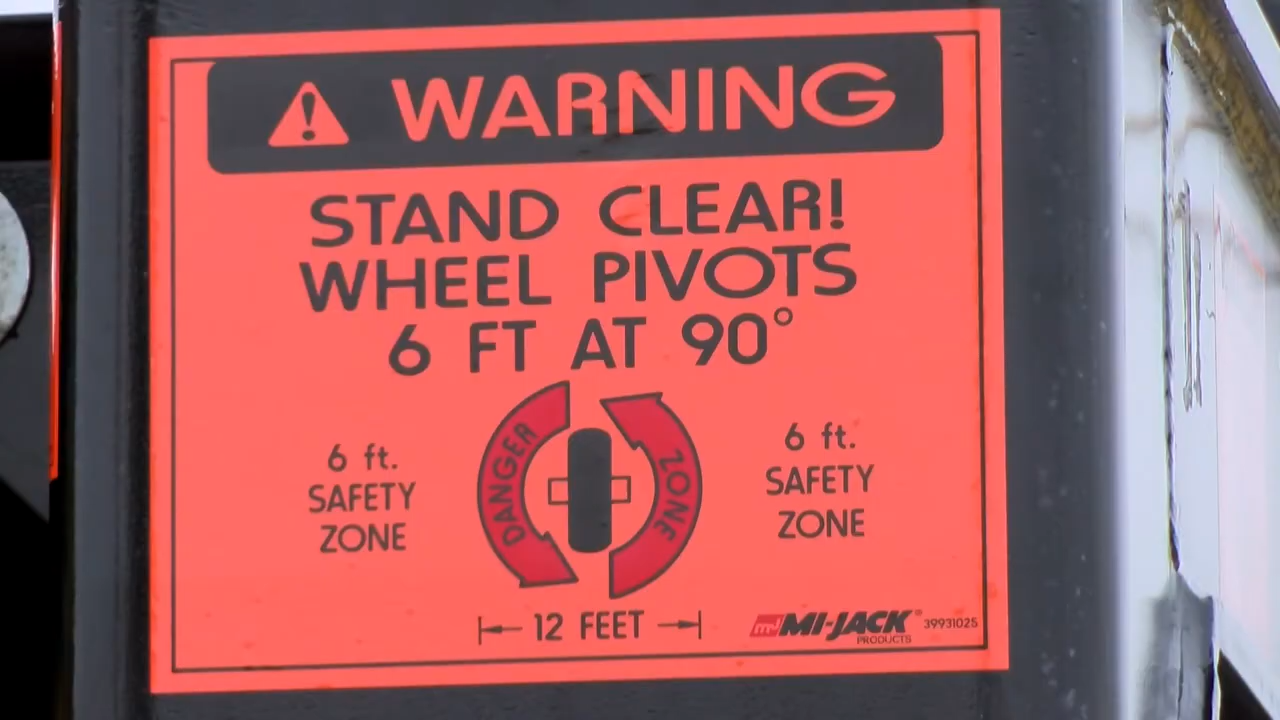 WARNING
STAND CLEAR!
WHEEL PIVOTS
6 FT AT 90°
6 ft.
SAFETY
ZONE
DANGER
ZONE
6 ft.
SAFETY
ZONE
12 FEET
mJ MI-JACK®
PRODUCTS
39931025